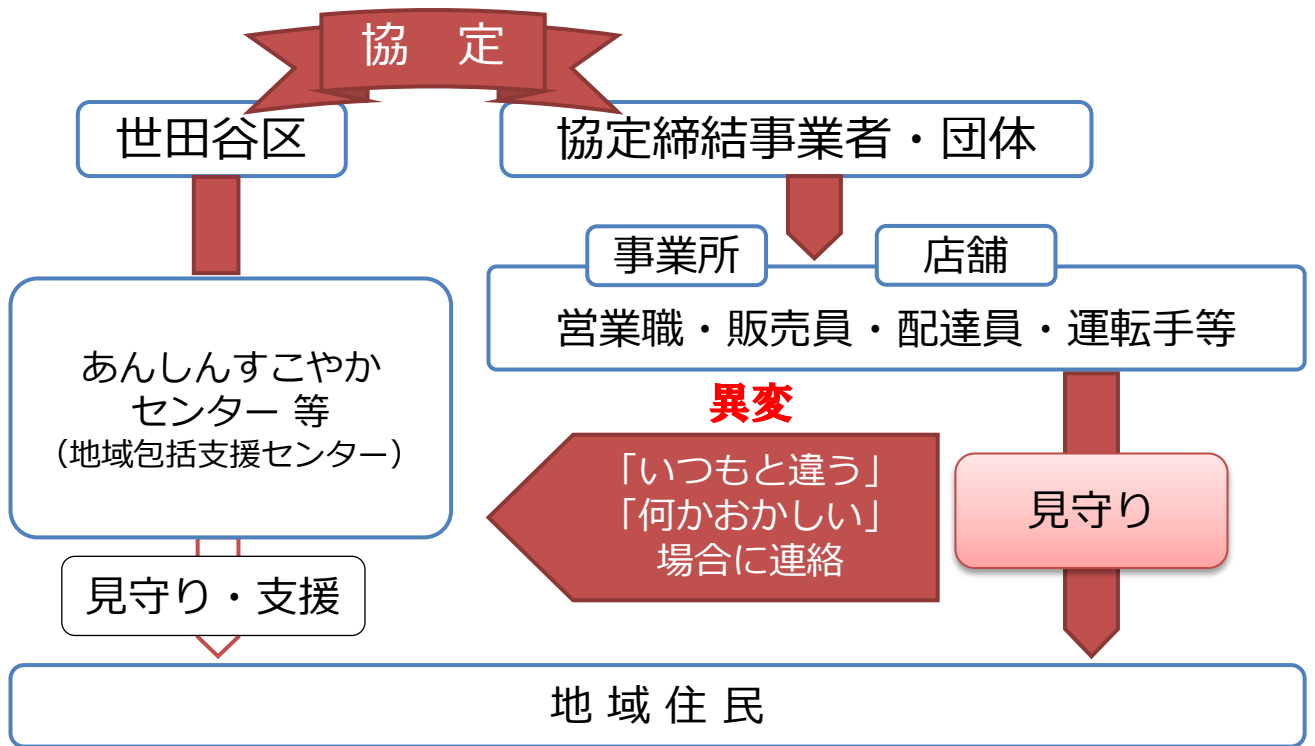 協 定
世田谷区
協定締結事業者・団体
事業所
店舗
営業職・販売員・配達員・運転手等
あんしんすこやか
センター 等
（地域包括支援センター）
異変
「いつもと違う」
「何かおかしい」
場合に連絡
見守り
見守り・支援
地 域 住 民